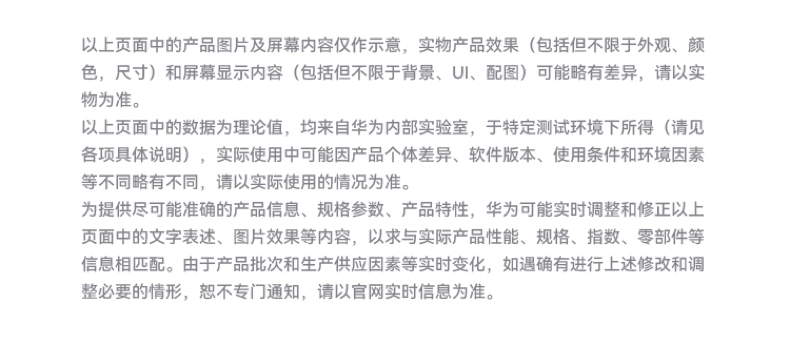 以上页面中的产品图片及屏幕内容仅作示意，实物产品效果（包括但不限于外观、颜
色，尺寸）和屏幕显示内容（包括但不限于背景、UI、配图）可能略有差异，请以实
物为准。
以上页面中的数据为理论值，均来自华为内部实验室，于特定测试环境下所得（请见
各项具体说明），实际使用中可能因产品个体差异、软件版本、使用条件和环境因素
等不同略有不同，请以实际使用的情况为准。
为提供尽可能准确的产品信息、规格参数、产品特性，华为可能实时调整和修正以上
页面中的文字表述、图片效果等内容，以求与实际产品性能、规格、指数、零部件等
信息相匹配。由于产品批次和生产供应因素等实时变化，如遇确有进行上述修改和调
整必要的情形，恕不专门通知，请以官网实时信息为准。